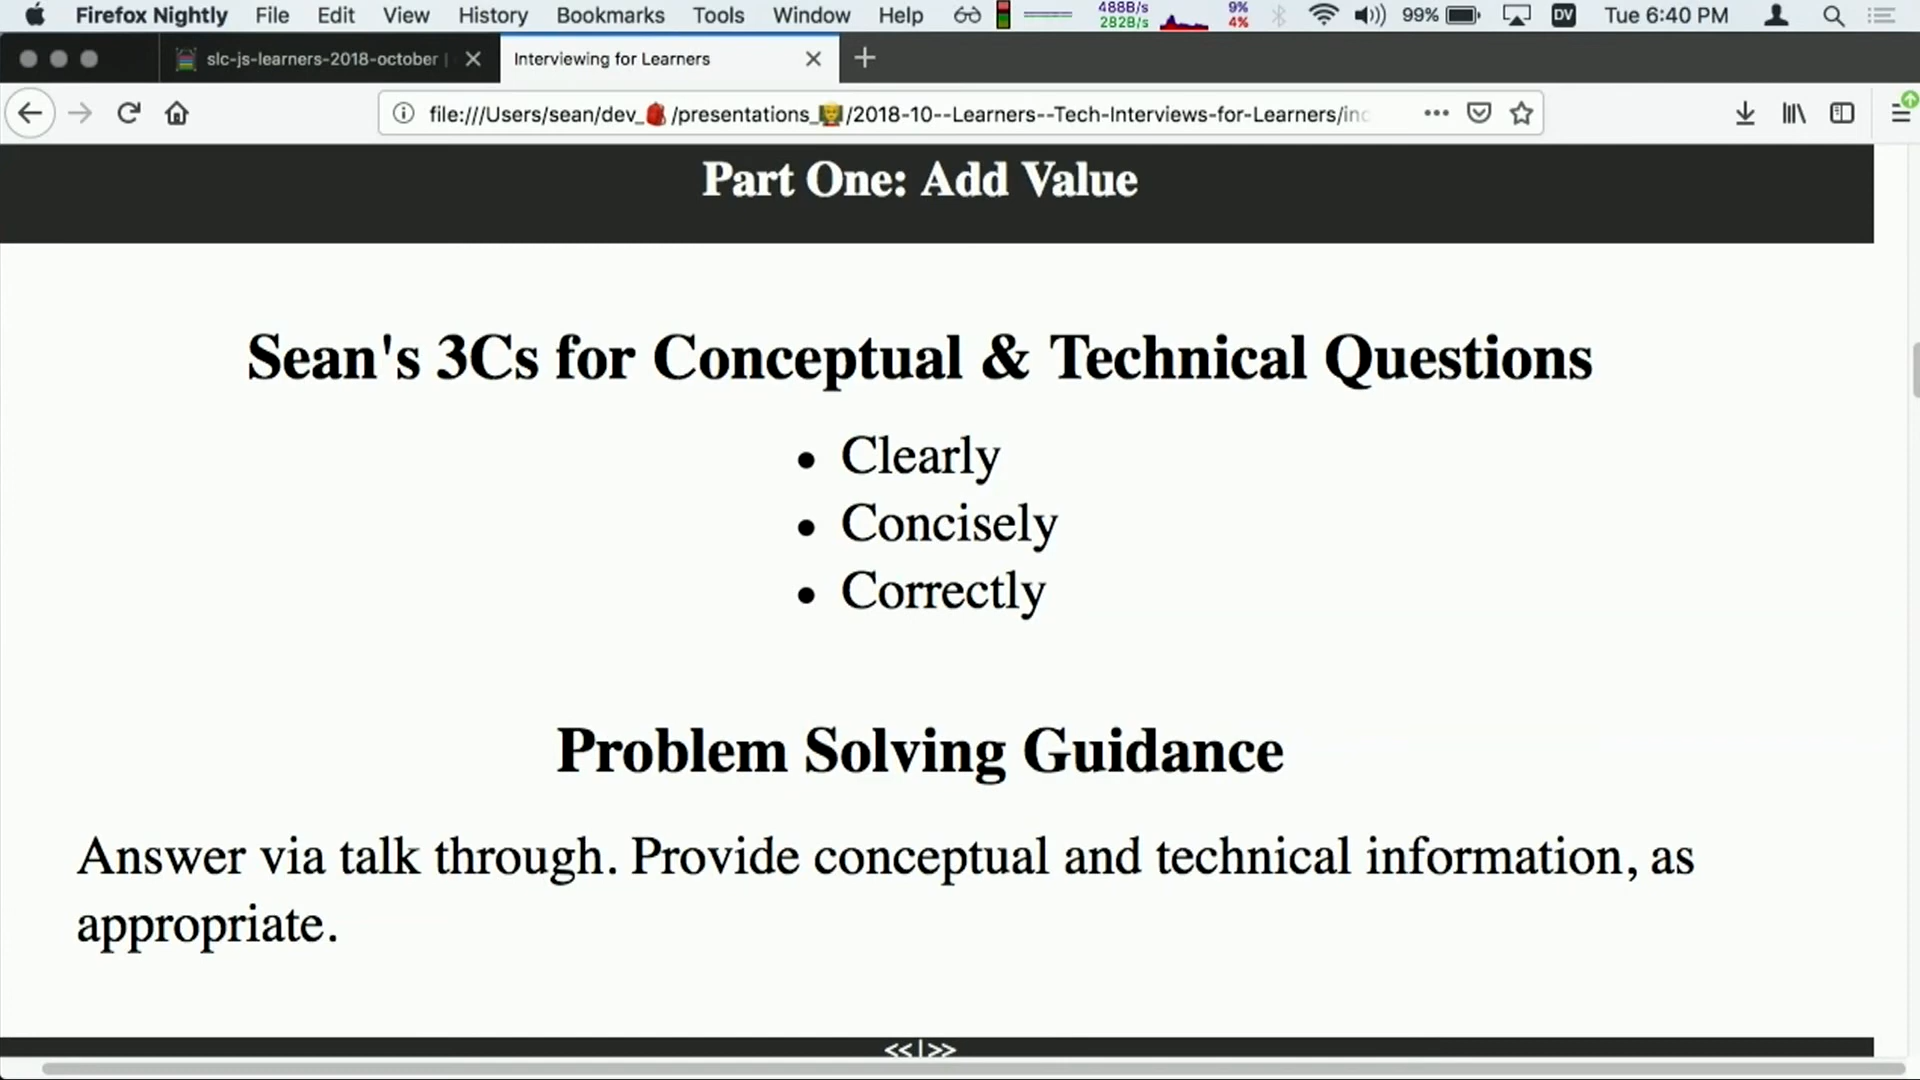 Firefox Nightly File Edit View History Bookmarks Tools Window Help 488B/s 282B/s 9% 4% 99% DV Tue 6:40 PM
slc-js-learners-2018-october | Interviewing for Learners
file:///Users/sean/dev_/presentations_/2018-10--Learners--Tech-Interviews-for-Learners/inc
Part One: Add Value
Sean's 3Cs for Conceptual & Technical Questions
• Clearly
• Concisely
• Correctly
Problem Solving Guidance
Answer via talk through. Provide conceptual and technical information, as
appropriate.
<<|>>